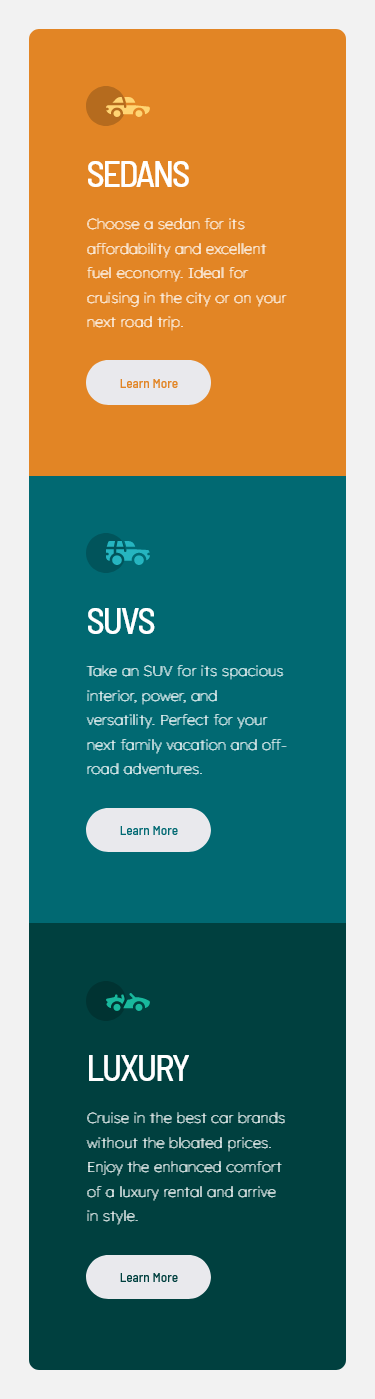 SEDANS
Choose a sedan for its
affordability and excellent
fuel economy. Ideal for
cruising in the city or on your
next road trip.
Learn More
SUVS
Take an SUV for its spacious
interior, power, and
versatility. Perfect for your
next family vacation and off-
road adventures.
Learn More
LUXURY
Cruise in the best car brands
without the bloated prices.
Enjoy the enhanced comfort
of a luxury rental and arrive
in style.
Learn More